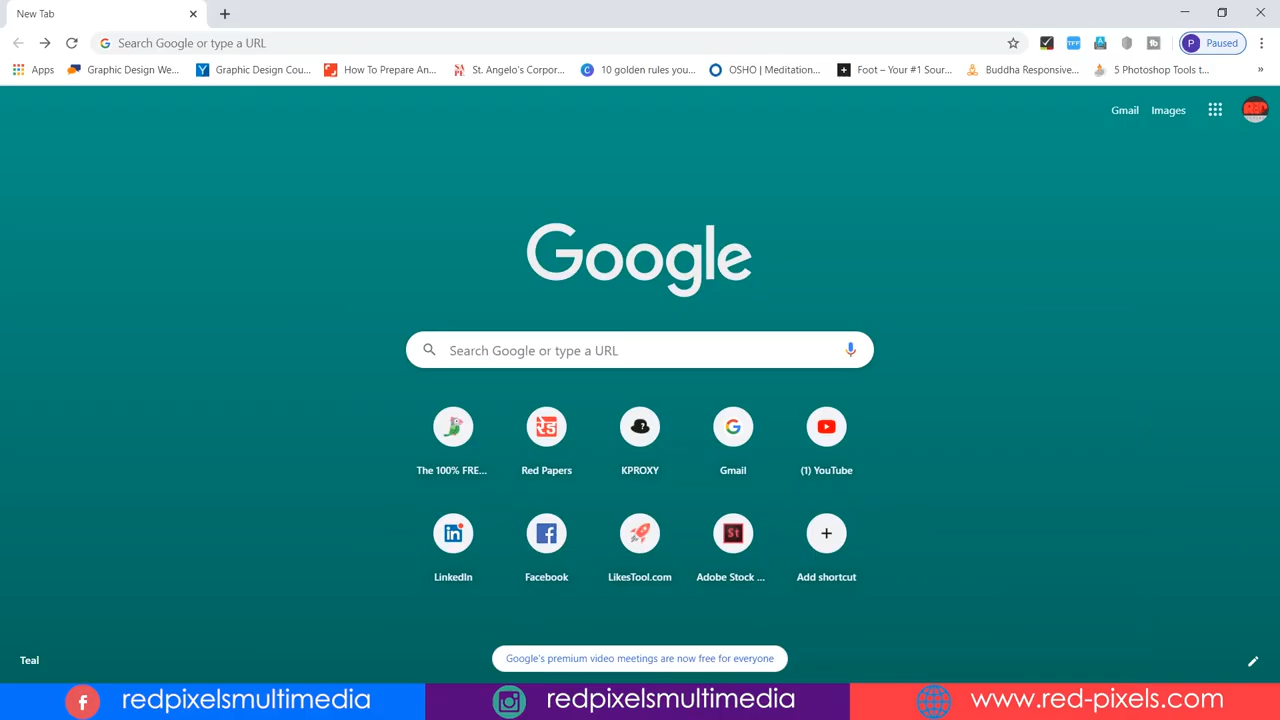 New Tab
Search Google or type a URL
P Paused
Apps Graphic Design We... Graphic Design Cou... How To Prepare An... St. Angelo's Corpor... 10 golden rules you... OSHO | Meditation... Foot – Your #1 Sour... Buddha Responsive... 5 Photoshop Tools t... »
Gmail Images
Google
Search Google or type a URL
The 100% FRE... Red Papers KPROXY Gmail (1) YouTube
LinkedIn Facebook LikesTool.com Adobe Stock ... Add shortcut
Teal
Google's premium video meetings are now free for everyone
redpixelsmultimedia redpixelsmultimedia www.red-pixels.com